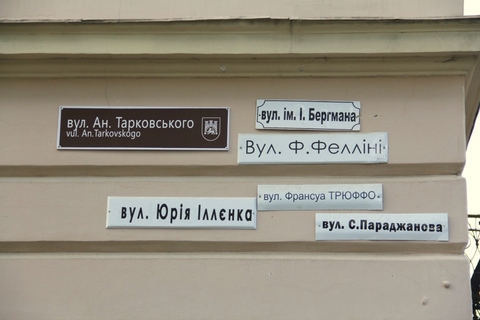 вул. Ан. Тарковського
vul. An.Tarkovskogo
вул. ім. І. Бергмана
Вул. Ф.Фелліні
вул. Франсуа ТРЮФФО
вул. Юрія Іллєнка
вул. С.Параджанова